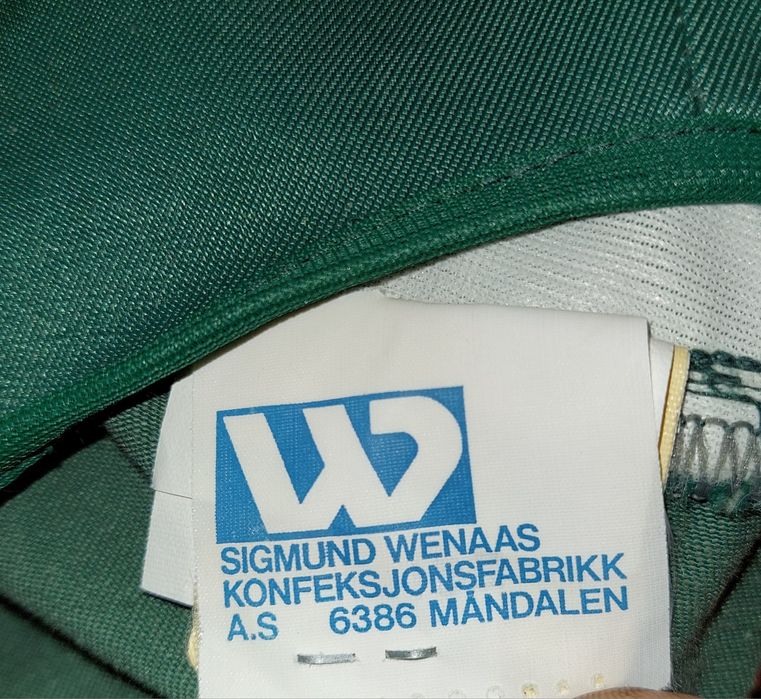 W
SIGMUND WENAAS
KONFEKSJONSFABRIKK
A.S 6386 MÅNDALEN